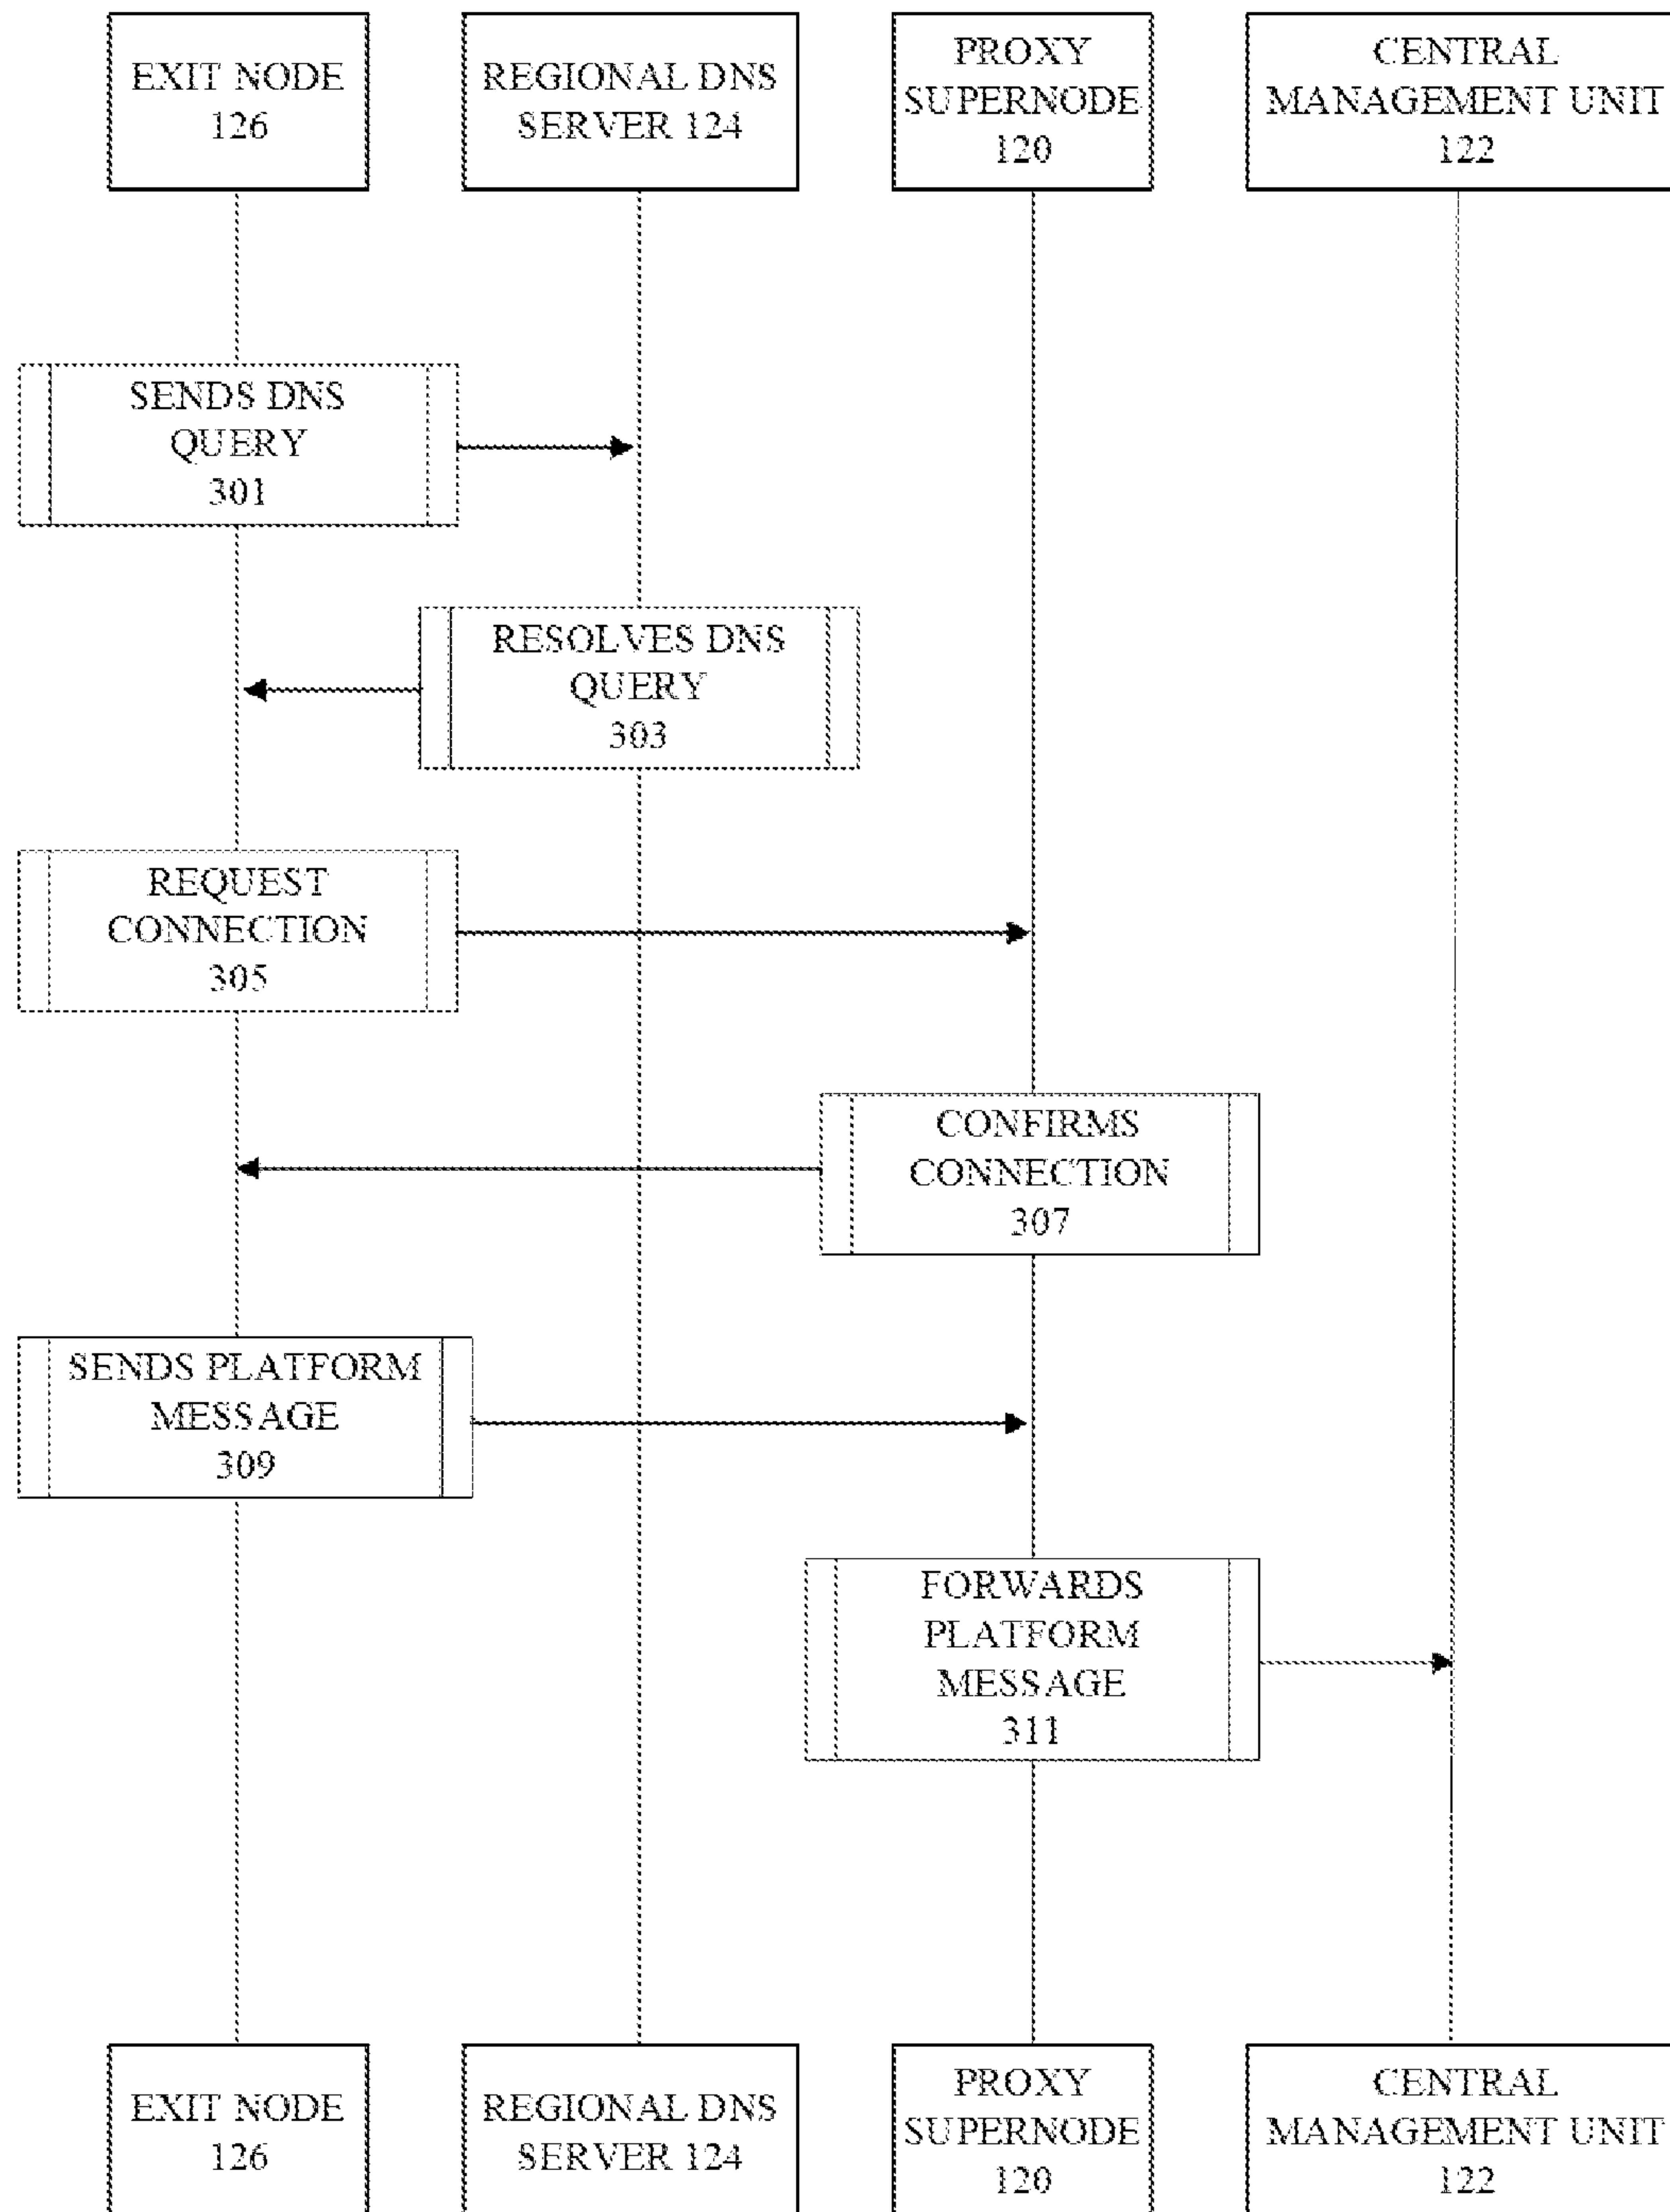 EXIT NODE
126
REGIONAL DNS
SERVER 124
PROXY
SUPERNODE
120
CENTRAL
MANAGEMENT UNIT
122
SENDS DNS
QUERY
301
RESOLVES DNS
QUERY
303
REQUEST
CONNECTION
305
CONFIRMS
CONNECTION
307
SENDS PLATFORM
MESSAGE
309
FORWARDS
PLATFORM
MESSAGE
311
EXIT NODE
126
REGIONAL DNS
SERVER 124
PROXY
SUPERNODE
120
CENTRAL
MANAGEMENT UNIT
122